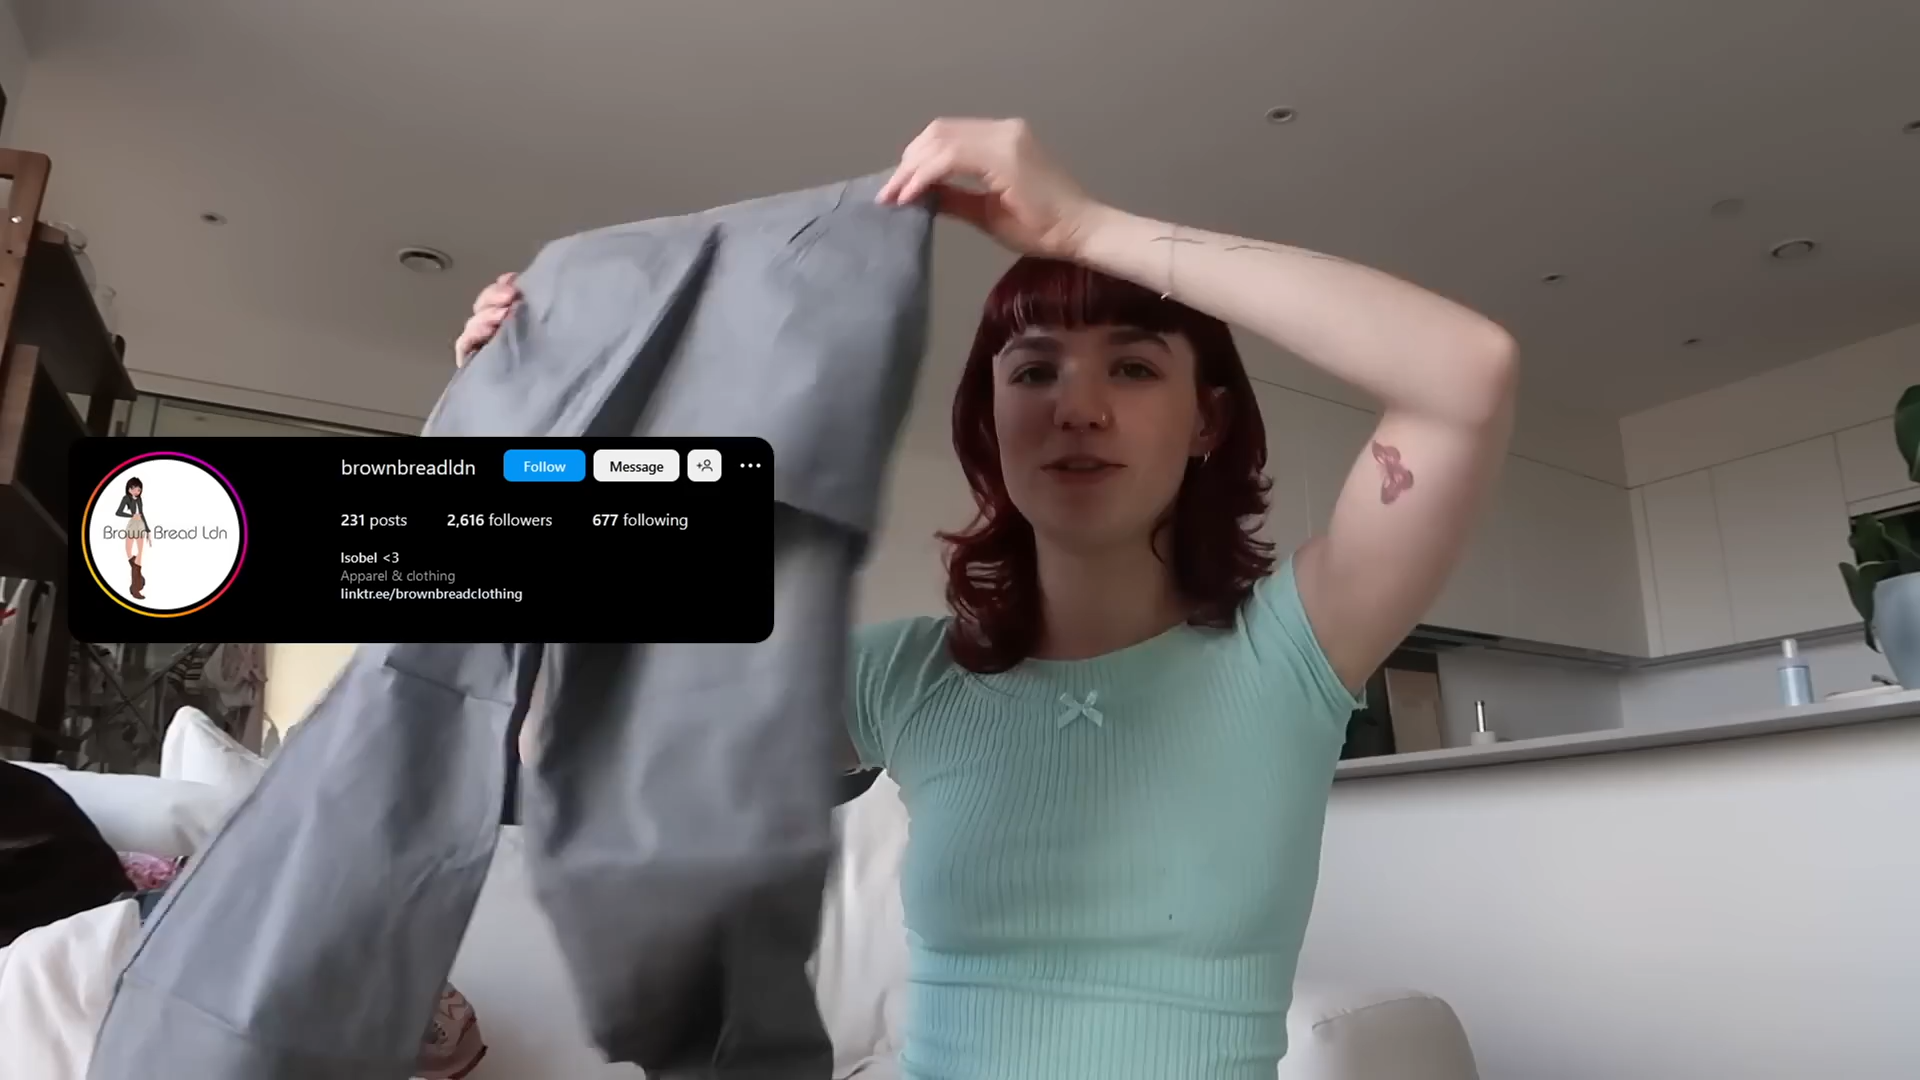 brownbreadldn Follow Message
231 posts 2,616 followers 677 following
Brown Bread Ldn
Isobel <3
Apparel & clothing
linktr.ee/brownbreadclothing